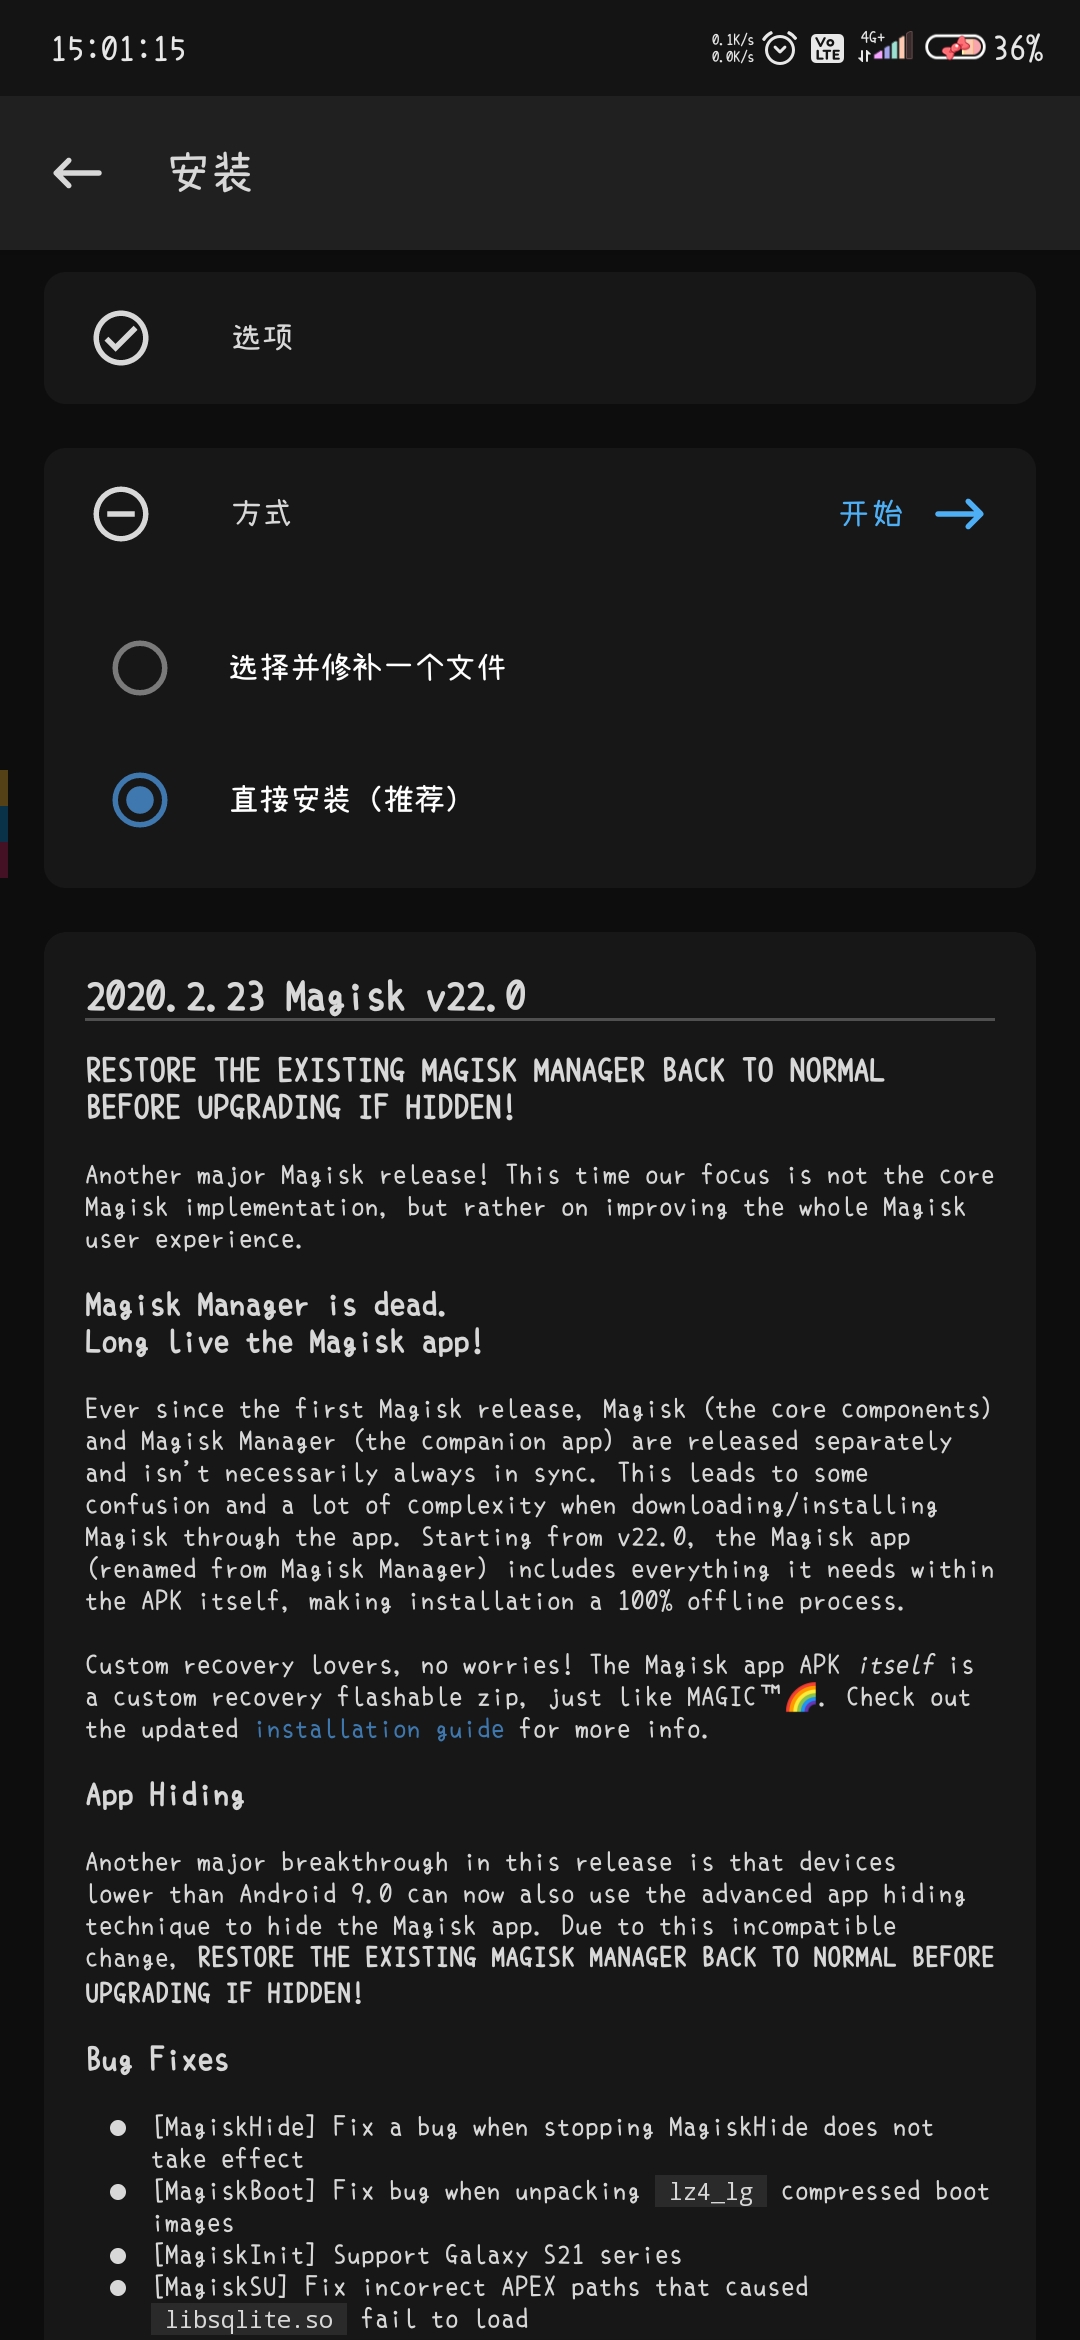 15:01:15
0.1K/s
0.0K/s
Vo
LTE
4G+
36%
安装
选项
方式
开始
选择并修补一个文件
直接安装（推荐）
2020.2.23 Magisk v22.0
RESTORE THE EXISTING MAGISK MANAGER BACK TO NORMAL
BEFORE UPGRADING IF HIDDEN!
Another major Magisk release! This time our focus is not the core
Magisk implementation, but rather on improving the whole Magisk
user experience.
Magisk Manager is dead.
Long live the Magisk app!
Ever since the first Magisk release, Magisk (the core components)
and Magisk Manager (the companion app) are released separately
and isn't necessarily always in sync. This leads to some
confusion and a lot of complexity when downloading/installing
Magisk through the app. Starting from v22.0, the Magisk app
(renamed from Magisk Manager) includes everything it needs within
the APK itself, making installation a 100% offline process.
Custom recovery lovers, no worries! The Magisk app APK itself is
a custom recovery flashable zip, just like MAGIC™🌈. Check out
the updated installation guide for more info.
App Hiding
Another major breakthrough in this release is that devices
lower than Android 9.0 can now also use the advanced app hiding
technique to hide the Magisk app. Due to this incompatible
change, RESTORE THE EXISTING MAGISK MANAGER BACK TO NORMAL BEFORE
UPGRADING IF HIDDEN!
Bug Fixes
● [MagiskHide] Fix a bug when stopping MagiskHide does not
take effect
● [MagiskBoot] Fix bug when unpacking lz4_lg compressed boot
images
● [MagiskInit] Support Galaxy S21 series
● [MagiskSU] Fix incorrect APEX paths that caused
libsqlite.so fail to load